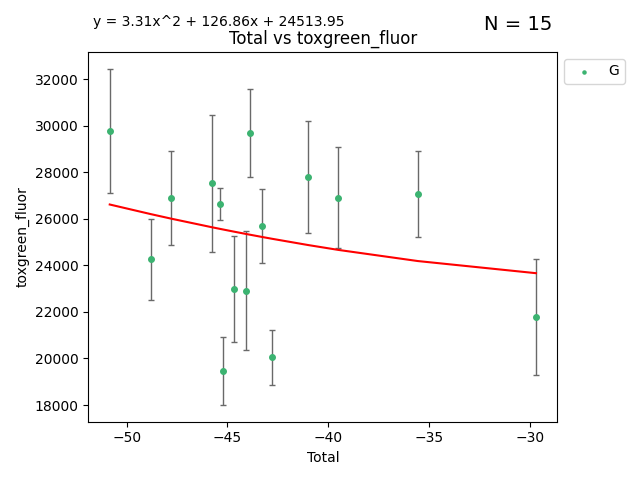 y = 3.31x^2 + 126.86x + 24513.95
N = 15
Total vs toxgreen_fluor
G
32000
30000
28000
26000
24000
22000
20000
18000
toxgreen_fluor
−50
−45
−40
−35
−30
Total